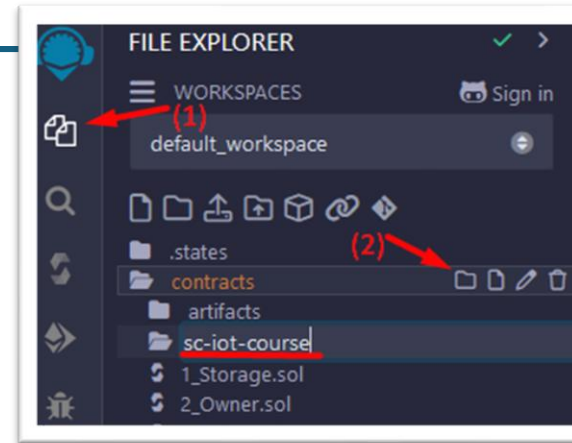 FILE EXPLORER
WORKSPACES
Sign in
(1)
default_workspace
(2)
.states
contracts
artifacts
sc-iot-course
1_Storage.sol
2_Owner.sol